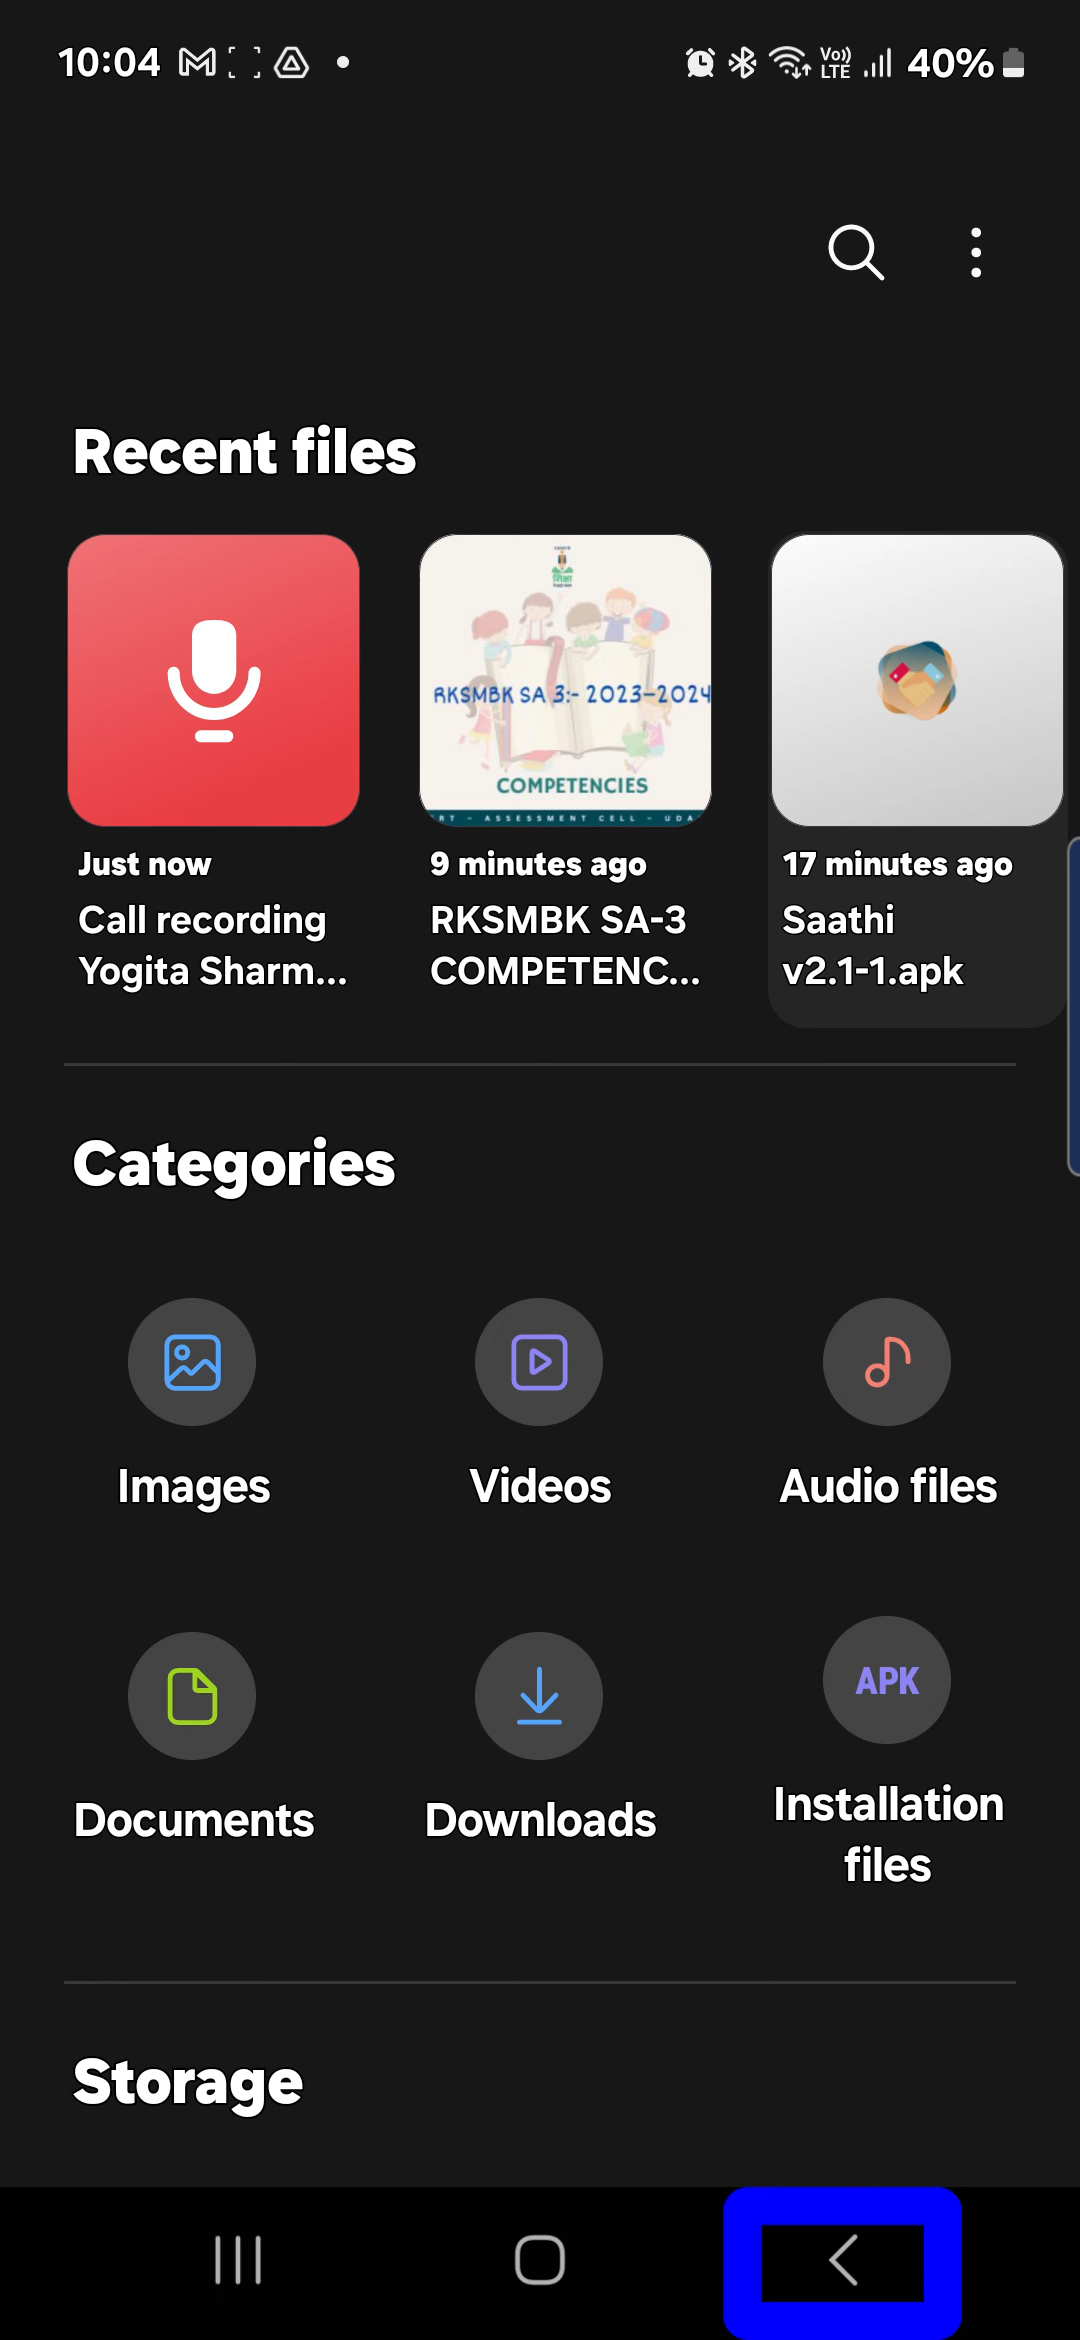 10:04
Vo)) LTE 40%
Recent files
RKSMBK SA 3:- 2023-2024
COMPETENCIES
ASSESSMENT CELL - UDA
Just now
Call recording
Yogita Sharm...
9 minutes ago
RKSMBK SA-3
COMPETENC...
17 minutes ago
Saathi
v2.1-1.apk
Categories
Images
Videos
Audio files
Documents
Downloads
APK
Installation
files
Storage